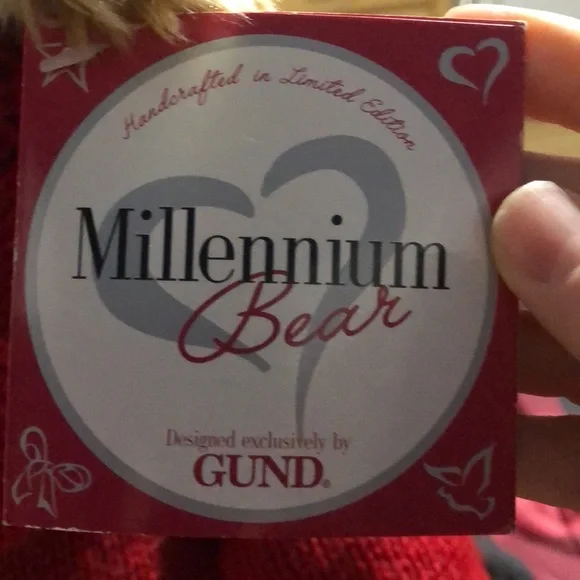 Handcrafted in Limited Edition
Millennium
Bear
Designed exclusively by
GUND®